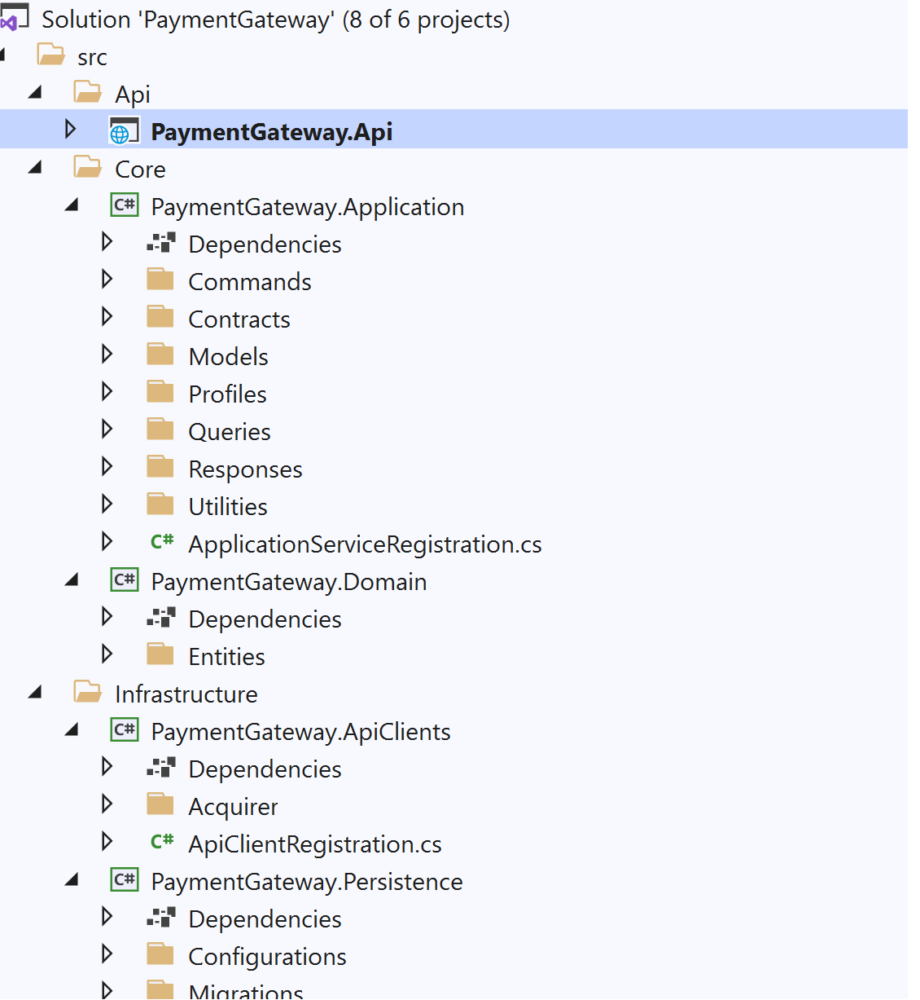 Solution 'PaymentGateway' (8 of 6 projects)
src
Api
PaymentGateway.Api
Core
C# PaymentGateway.Application
Dependencies
Commands
Contracts
Models
Profiles
Queries
Responses
Utilities
C# ApplicationServiceRegistration.cs
C# PaymentGateway.Domain
Dependencies
Entities
Infrastructure
C# PaymentGateway.ApiClients
Dependencies
Acquirer
C# ApiClientRegistration.cs
C# PaymentGateway.Persistence
Dependencies
Configurations
Migrations